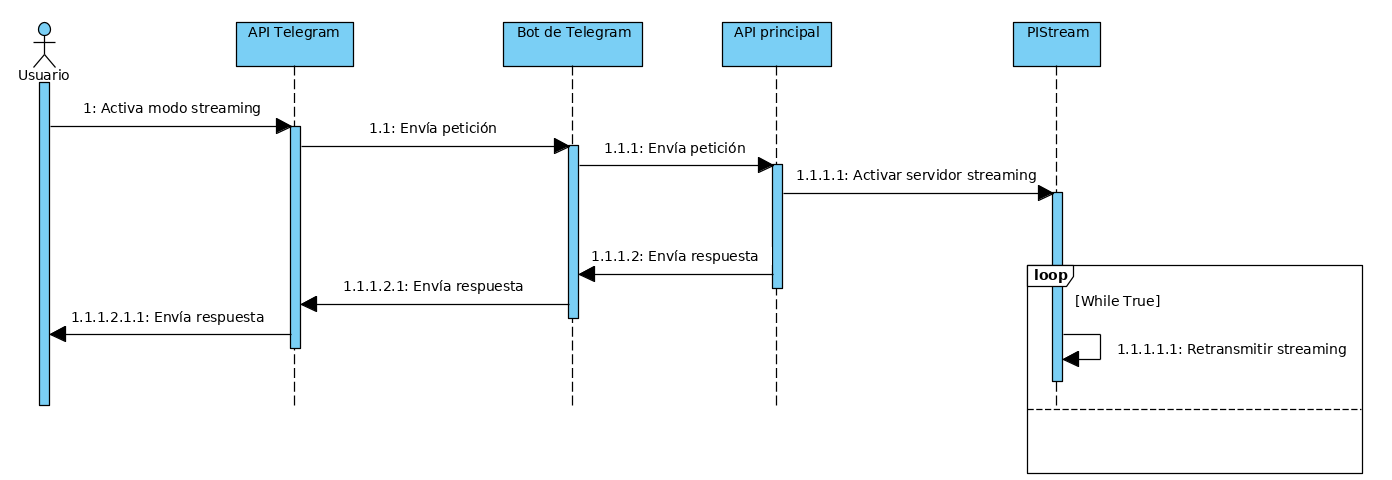 Usuario
API Telegram
Bot de Telegram
API principal
PIStream
1: Activa modo streaming
1.1: Envía petición
1.1.1: Envía petición
1.1.1.1: Activar servidor streaming
1.1.1.2: Envía respuesta
1.1.1.2.1: Envía respuesta
1.1.1.2.1.1: Envía respuesta
loop
[While True]
1.1.1.1.1: Retransmitir streaming